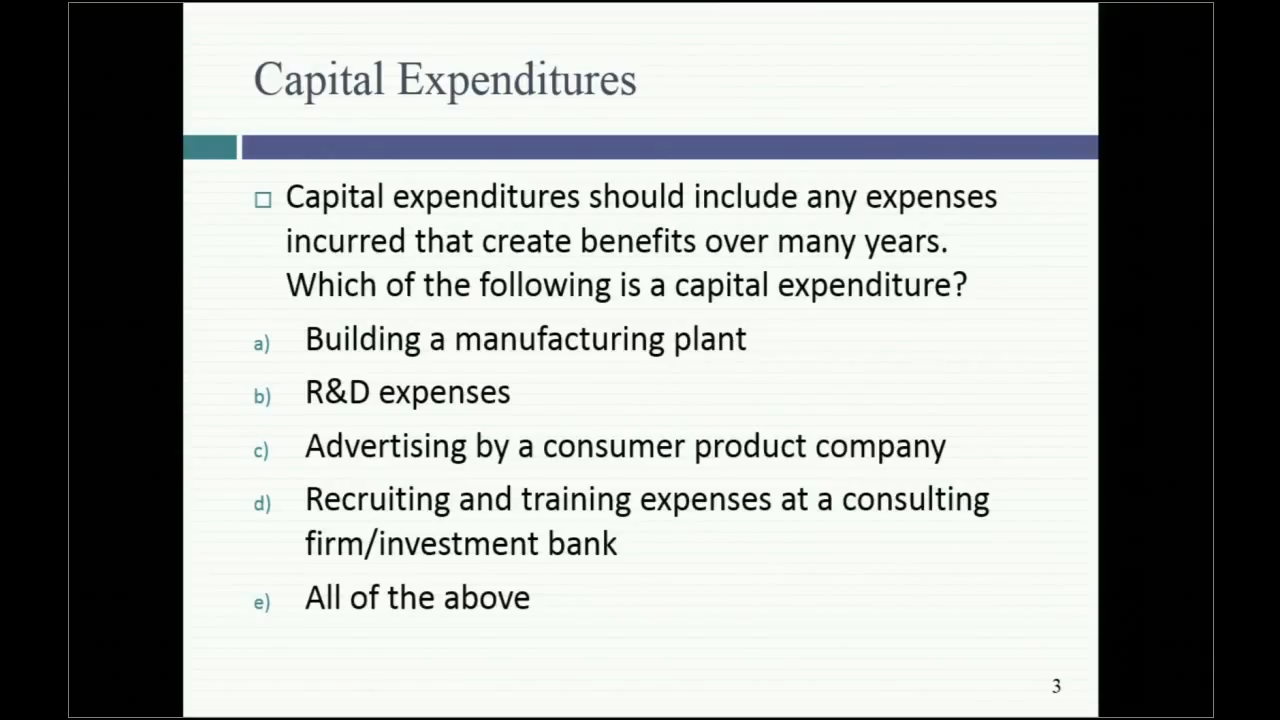 Capital Expenditures
Capital expenditures should include any expenses
incurred that create benefits over many years.
Which of the following is a capital expenditure?
a) Building a manufacturing plant
b) R&D expenses
c) Advertising by a consumer product company
d) Recruiting and training expenses at a consulting
firm/investment bank
e) All of the above
3